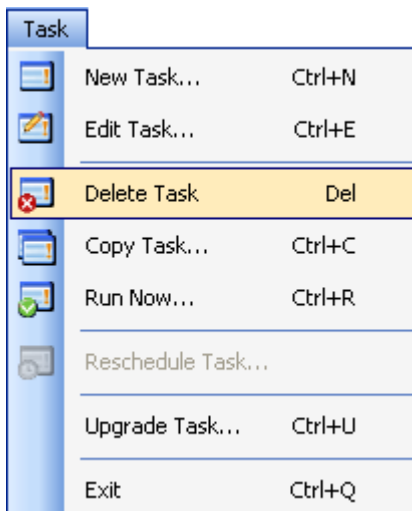 Task
New Task... Ctrl+N
Edit Task... Ctrl+E
Delete Task Del
Copy Task... Ctrl+C
Run Now... Ctrl+R
Reschedule Task...
Upgrade Task... Ctrl+U
Exit Ctrl+Q